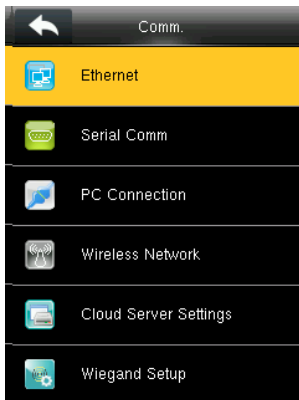 Comm.
Ethernet
Serial Comm
PC Connection
Wireless Network
Cloud Server Settings
Wiegand Setup